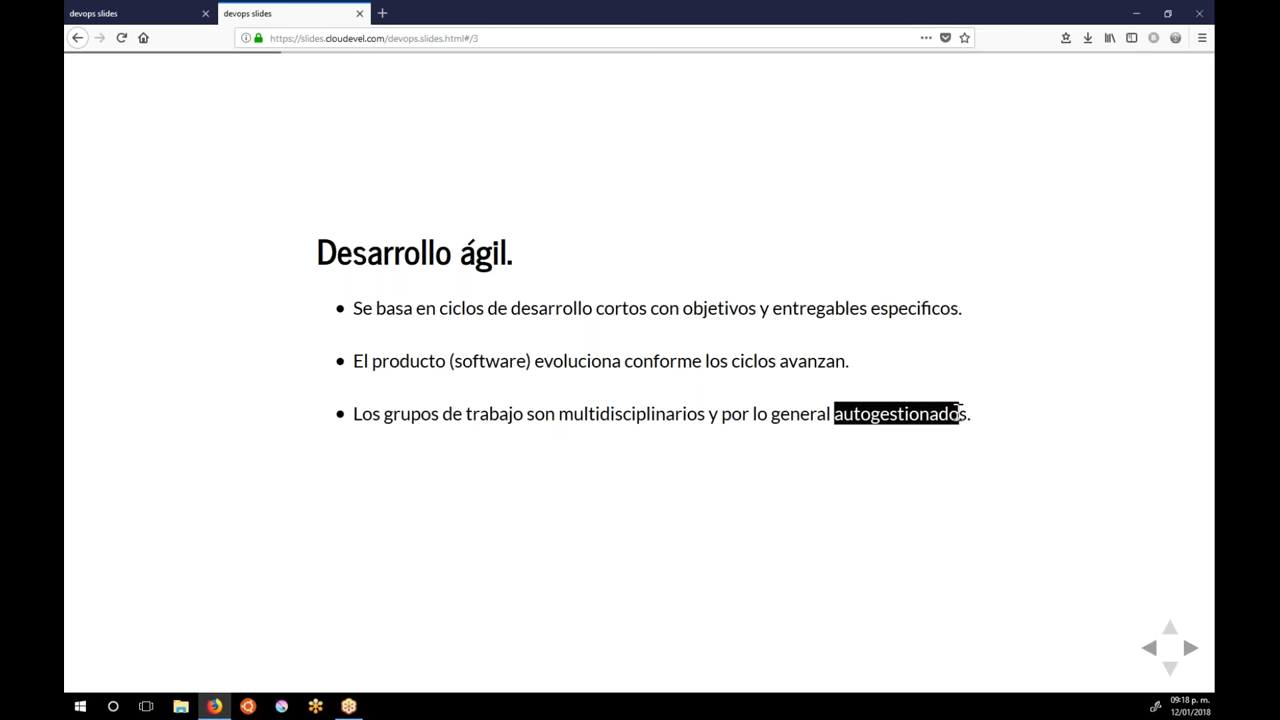 devops slides
devops slides
https://slides.cloudevel.com/devops.slides.html#/3
Desarrollo ágil.
Se basa en ciclos de desarrollo cortos con objetivos y entregables especificos.
El producto (software) evoluciona conforme los ciclos avanzan.
Los grupos de trabajo son multidisciplinarios y por lo general autogestionados.
09:18 p. m.
12/01/2018